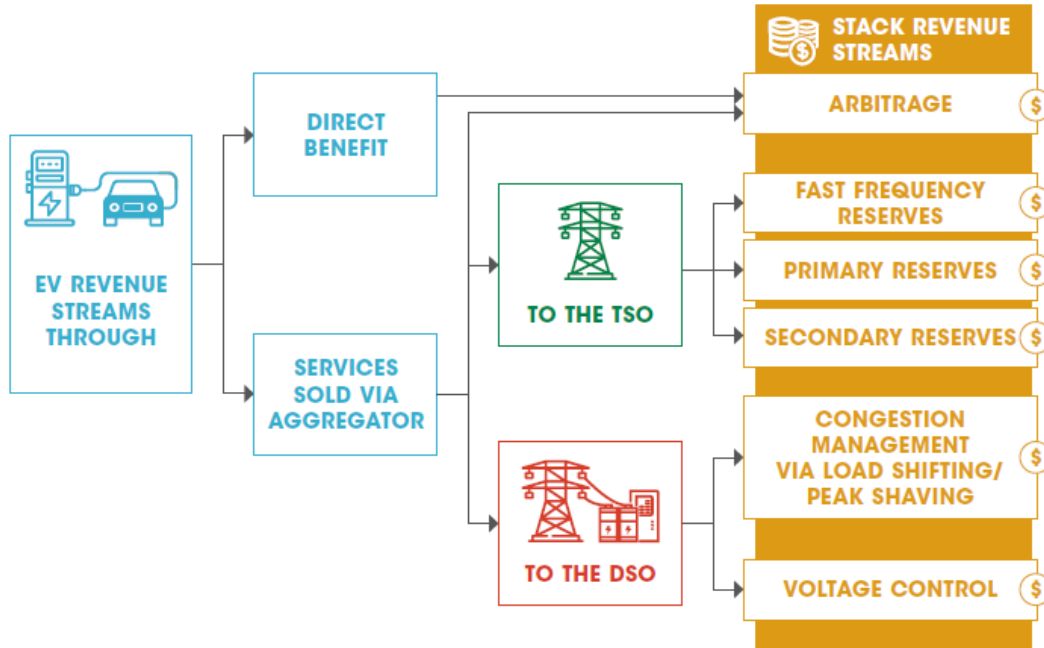 STACK REVENUE
STREAMS
$
DIRECT
BENEFIT
ARBITRAGE
$
EV REVENUE
STREAMS
THROUGH
TO THE TSO
FAST FREQUENCY
RESERVES
$
PRIMARY RESERVES
$
SECONDARY RESERVES
$
SERVICES
SOLD VIA
AGGREGATOR
TO THE DSO
CONGESTION
MANAGEMENT
VIA LOAD SHIFTING/
PEAK SHAVING
$
VOLTAGE CONTROL
$